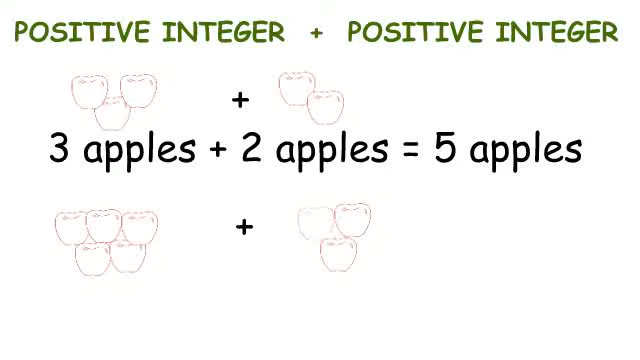 POSITIVE INTEGER + POSITIVE INTEGER
+
3 apples + 2 apples = 5 apples
+